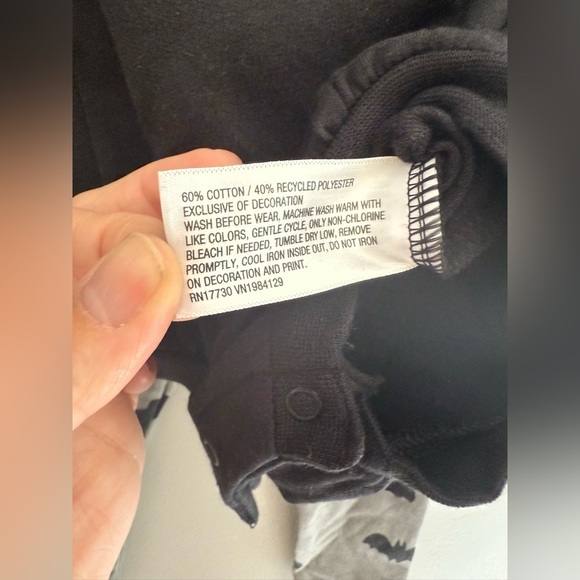 60% COTTON / 40% RECYCLED POLYESTER
EXCLUSIVE OF DECORATION
WASH BEFORE WEAR, MACHINE WASH WARM WITH
LIKE COLORS, GENTLE CYCLE, ONLY NON-CHLORINE
BLEACH IF NEEDED, TUMBLE DRY LOW, REMOVE
PROMPTLY, COOL IRON INSIDE OUT, DO NOT IRON
ON DECORATION AND PRINT.
RN17730 VN1984129